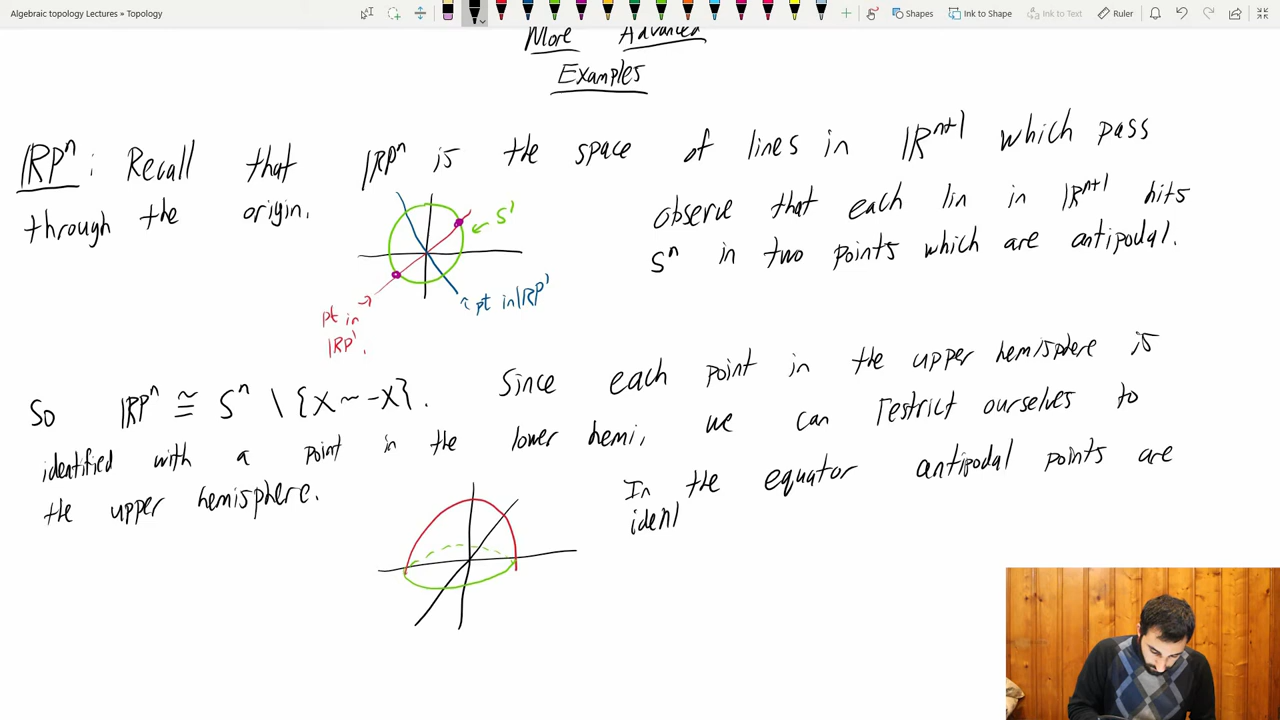 Algebraic topology Lectures » Topology
Shapes
Ink to Shape
Ink to Text
Ruler
More Advanced
Examples
ℝPⁿ: Recall that ℝPⁿ is the space of lines in ℝⁿ⁺¹ which pass
through the origin.
S¹
pt in
ℝP¹.
pt in ℝP¹
observe that each lin in ℝⁿ⁺¹ hits
Sⁿ in two points which are antipodal.
So ℝPⁿ ≅ Sⁿ \ {x ~ -x}. Since each point in the upper hemisphere is
identified with a point in the lower hemi, we can restrict ourselves to
the upper hemisphere.
In the equator antipodal points are
identi